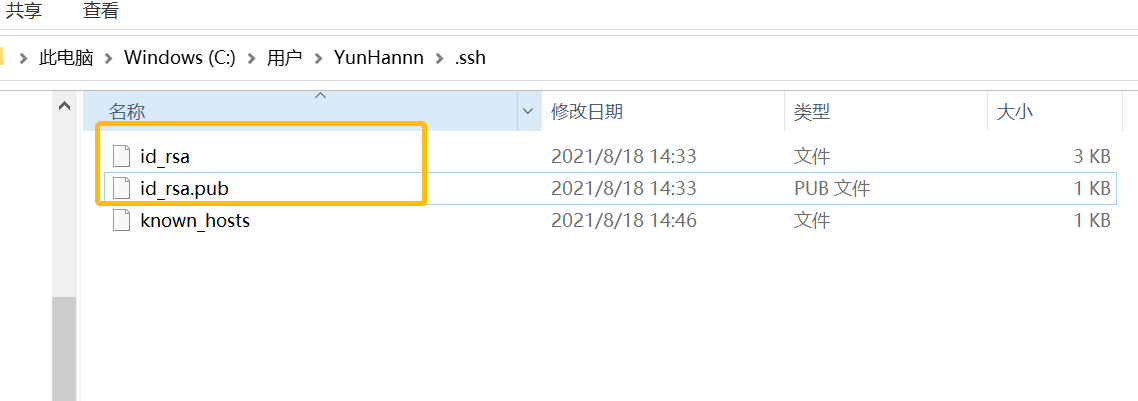 共享 查看
此电脑 Windows (C:) 用户 YunHannn .ssh
名称 修改日期 类型 大小
id_rsa 2021/8/18 14:33 文件 3 KB
id_rsa.pub 2021/8/18 14:33 PUB 文件 1 KB
known_hosts 2021/8/18 14:46 文件 1 KB